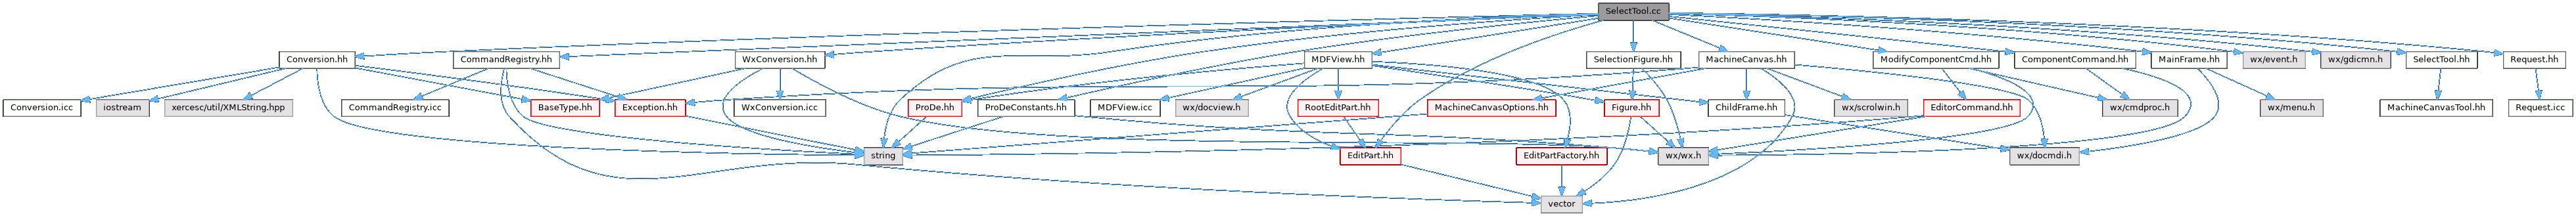 SelectTool.cc
Conversion.hh
CommandRegistry.hh
WxConversion.hh
MDFView.hh
SelectionFigure.hh
MachineCanvas.hh
ModifyComponentCmd.hh
ComponentCommand.hh
MainFrame.hh
wx/event.h
wx/gdicmn.h
SelectTool.hh
Request.hh
Conversion.icc
iostream
xercesc/util/XMLString.hpp
CommandRegistry.icc
BaseType.hh
Exception.hh
WxConversion.icc
ProDe.hh
ProDeConstants.hh
MDFView.icc
wx/docview.h
RootEditPart.hh
MachineCanvasOptions.hh
Figure.hh
ChildFrame.hh
wx/scrolwin.h
EditorCommand.hh
wx/cmdproc.h
wx/menu.h
MachineCanvasTool.hh
Request.icc
string
EditPart.hh
EditPartFactory.hh
wx/wx.h
wx/docmdi.h
vector